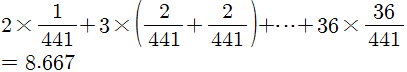 2 × 1/441 + 3 × (2/441 + 2/441) + ··· + 36 × 36/441
= 8.667